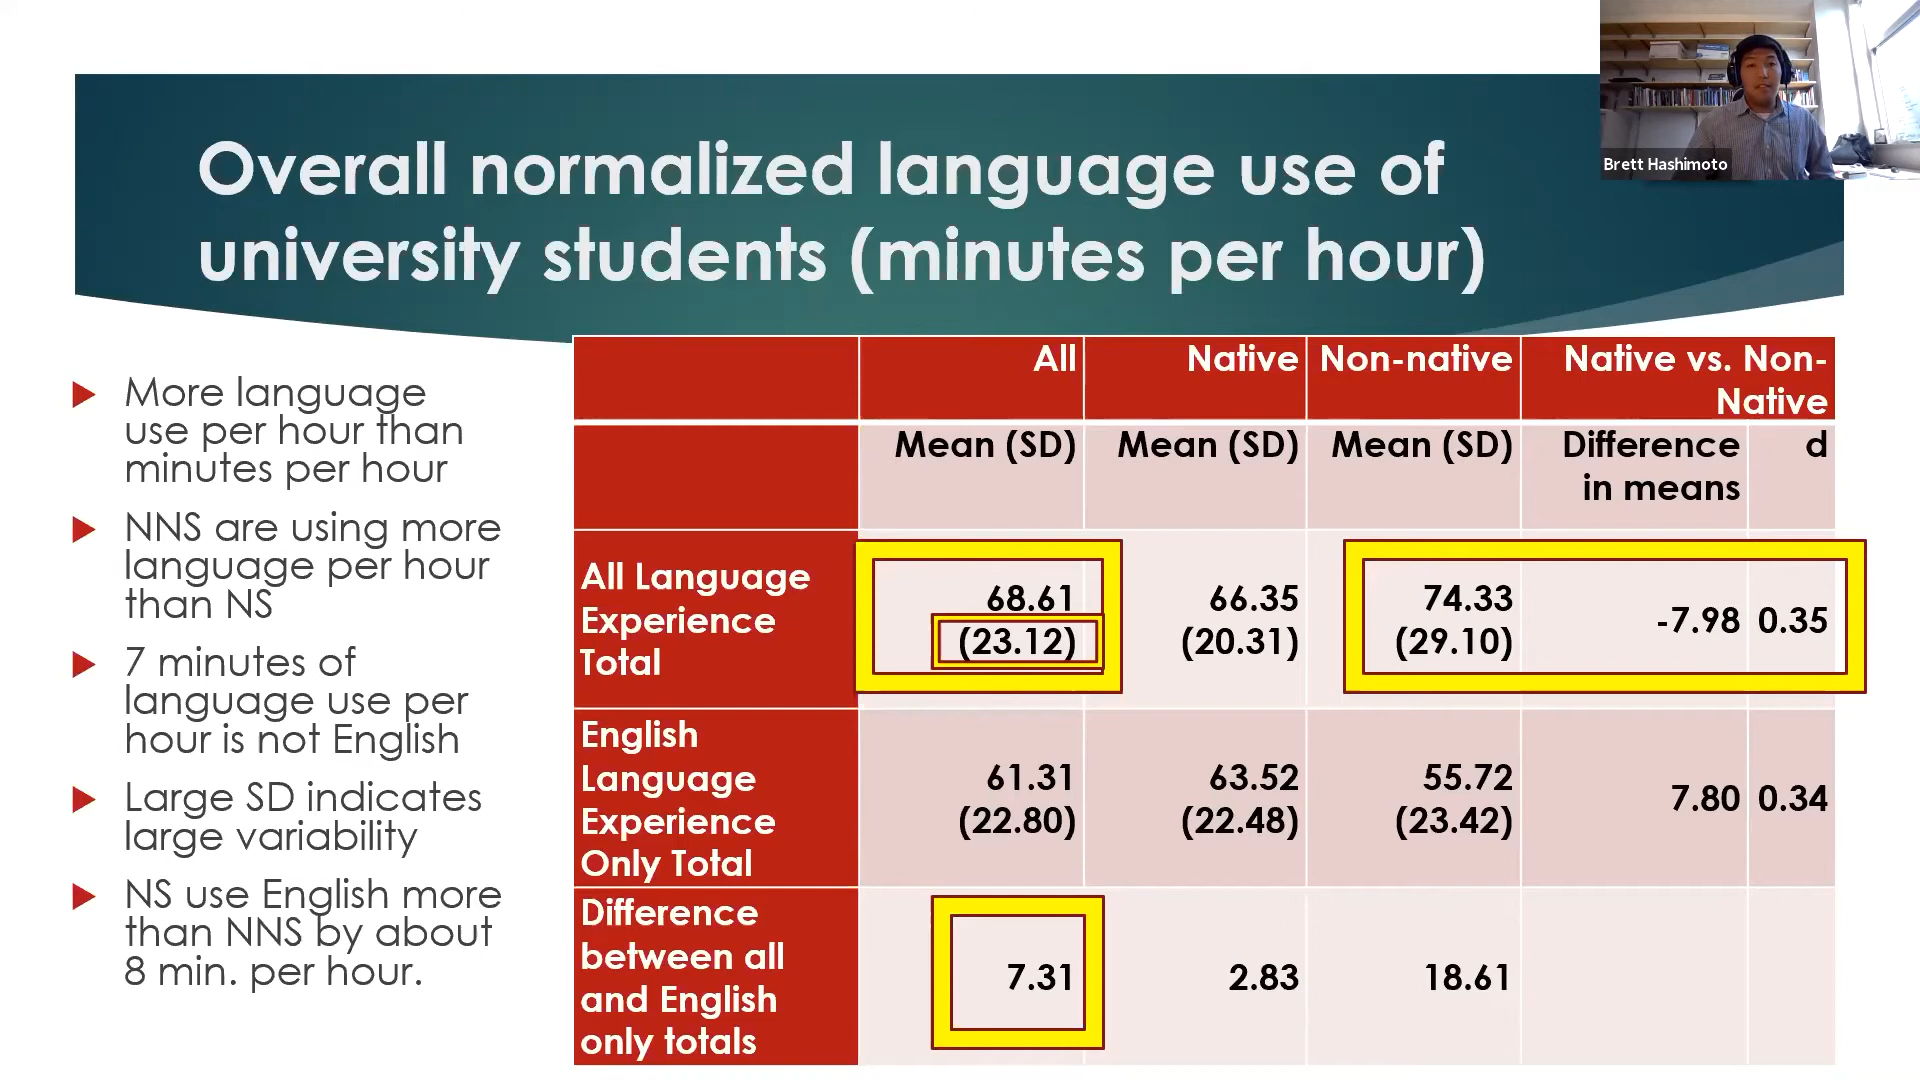 Brett Hashimoto
Overall normalized language use of
university students (minutes per hour)
More language
use per hour than
minutes per hour
NNS are using more
language per hour
than NS
7 minutes of
language use per
hour is not English
Large SD indicates
large variability
NS use English more
than NNS by about
8 min. per hour.
All Native Non-native Native vs. Non-
Native
Mean (SD) Mean (SD) Mean (SD) Difference d
in means
All Language
Experience
Total
68.61 66.35 74.33 -7.98 0.35
(23.12) (20.31) (29.10)
English
Language
Experience
Only Total
61.31 63.52 55.72 7.80 0.34
(22.80) (22.48) (23.42)
Difference
between all
and English
only totals
7.31 2.83 18.61